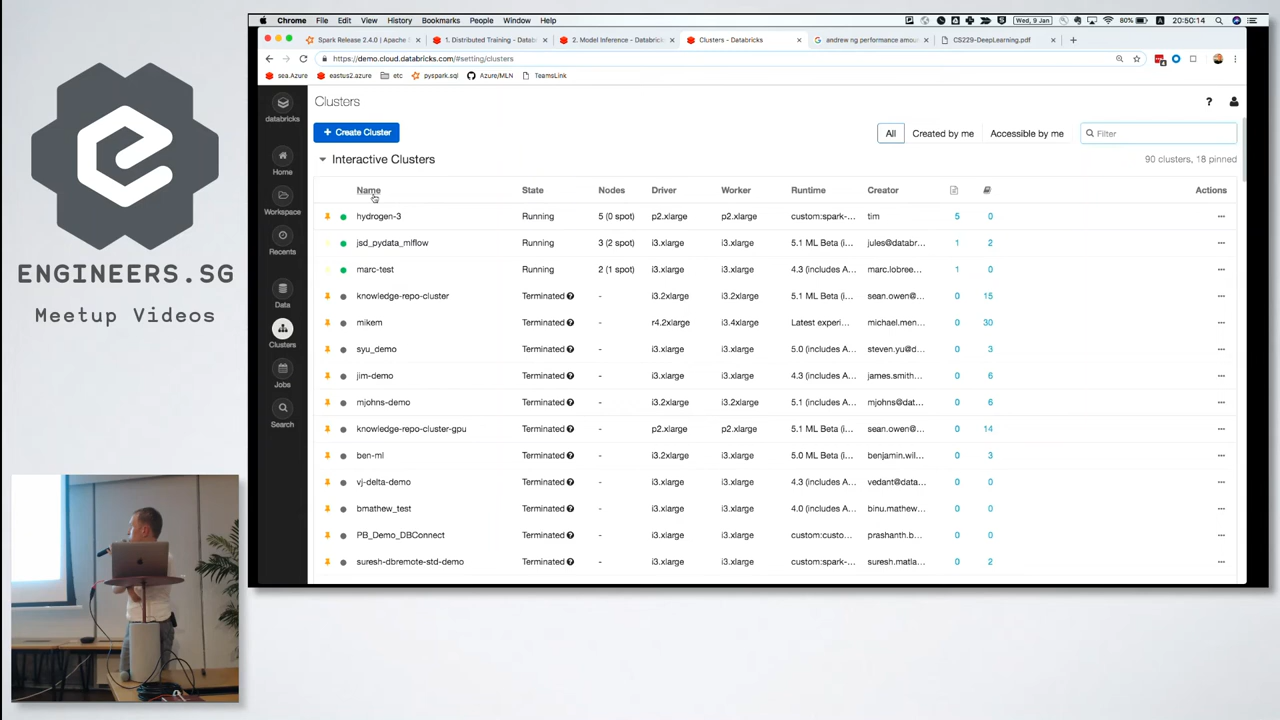 Chrome File Edit View History Bookmarks People Window Help
80% Wed, 9 Jan 20:50:14
Spark Release 2.4.0 | Apache
1. Distributed Training - Datab
2. Model Inference - Databrick
Clusters - Databricks
andrew ng performance amou
CS229-DeepLearning.pdf
https://demo.cloud.databricks.com/#setting/clusters
sea.Azure eastus2.azure etc pyspark.sql Azure/MLN TeamsLink
databricks
Home
Workspace
Recents
Data
Clusters
Jobs
Search
Clusters
+ Create Cluster
All Created by me Accessible by me Filter
Interactive Clusters
90 clusters, 18 pinned
Name State Nodes Driver Worker Runtime Creator Actions
hydrogen-3 Running 5 (0 spot) p2.xlarge p2.xlarge custom:spark-... tim 5 0 ...
jsd_pydata_mlflow Running 3 (2 spot) i3.xlarge i3.xlarge 5.1 ML Beta (i... jules@databr... 1 2 ...
marc-test Running 2 (1 spot) i3.xlarge i3.xlarge 4.3 (includes A... marc.lobree... 1 0 ...
knowledge-repo-cluster Terminated - i3.2xlarge i3.2xlarge 5.1 ML Beta (i... sean.owen@... 0 15 ...
mikem Terminated - r4.2xlarge i3.4xlarge Latest experi... michael.men... 0 30 ...
syu_demo Terminated - i3.xlarge i3.xlarge 5.0 (includes A... steven.yu@d... 0 3 ...
jim-demo Terminated - i3.xlarge i3.xlarge 4.3 (includes A... james.smith... 0 6 ...
mjohns-demo Terminated - i3.2xlarge i3.2xlarge 5.1 (includes A... mjohns@dat... 0 6 ...
knowledge-repo-cluster-gpu Terminated - p2.xlarge p2.xlarge 5.1 ML Beta (i... sean.owen@... 0 14 ...
ben-ml Terminated - i3.2xlarge i3.xlarge 5.0 ML Beta (i... benjamin.wil... 0 3 ...
vj-delta-demo Terminated - i3.xlarge i3.xlarge 4.3 (includes A... vedant@data... 0 0 ...
bmathew_test Terminated - i3.xlarge i3.xlarge 4.0 (includes A... binu.mathew... 0 0 ...
PB_Demo_DBConnect Terminated - i3.xlarge i3.xlarge custom:custo... prashanth.b... 0 0 ...
suresh-dbremote-std-demo Terminated - i3.xlarge i3.xlarge custom:spark-... suresh.matla... 0 2 ...
ENGINEERS.SG
Meetup Videos